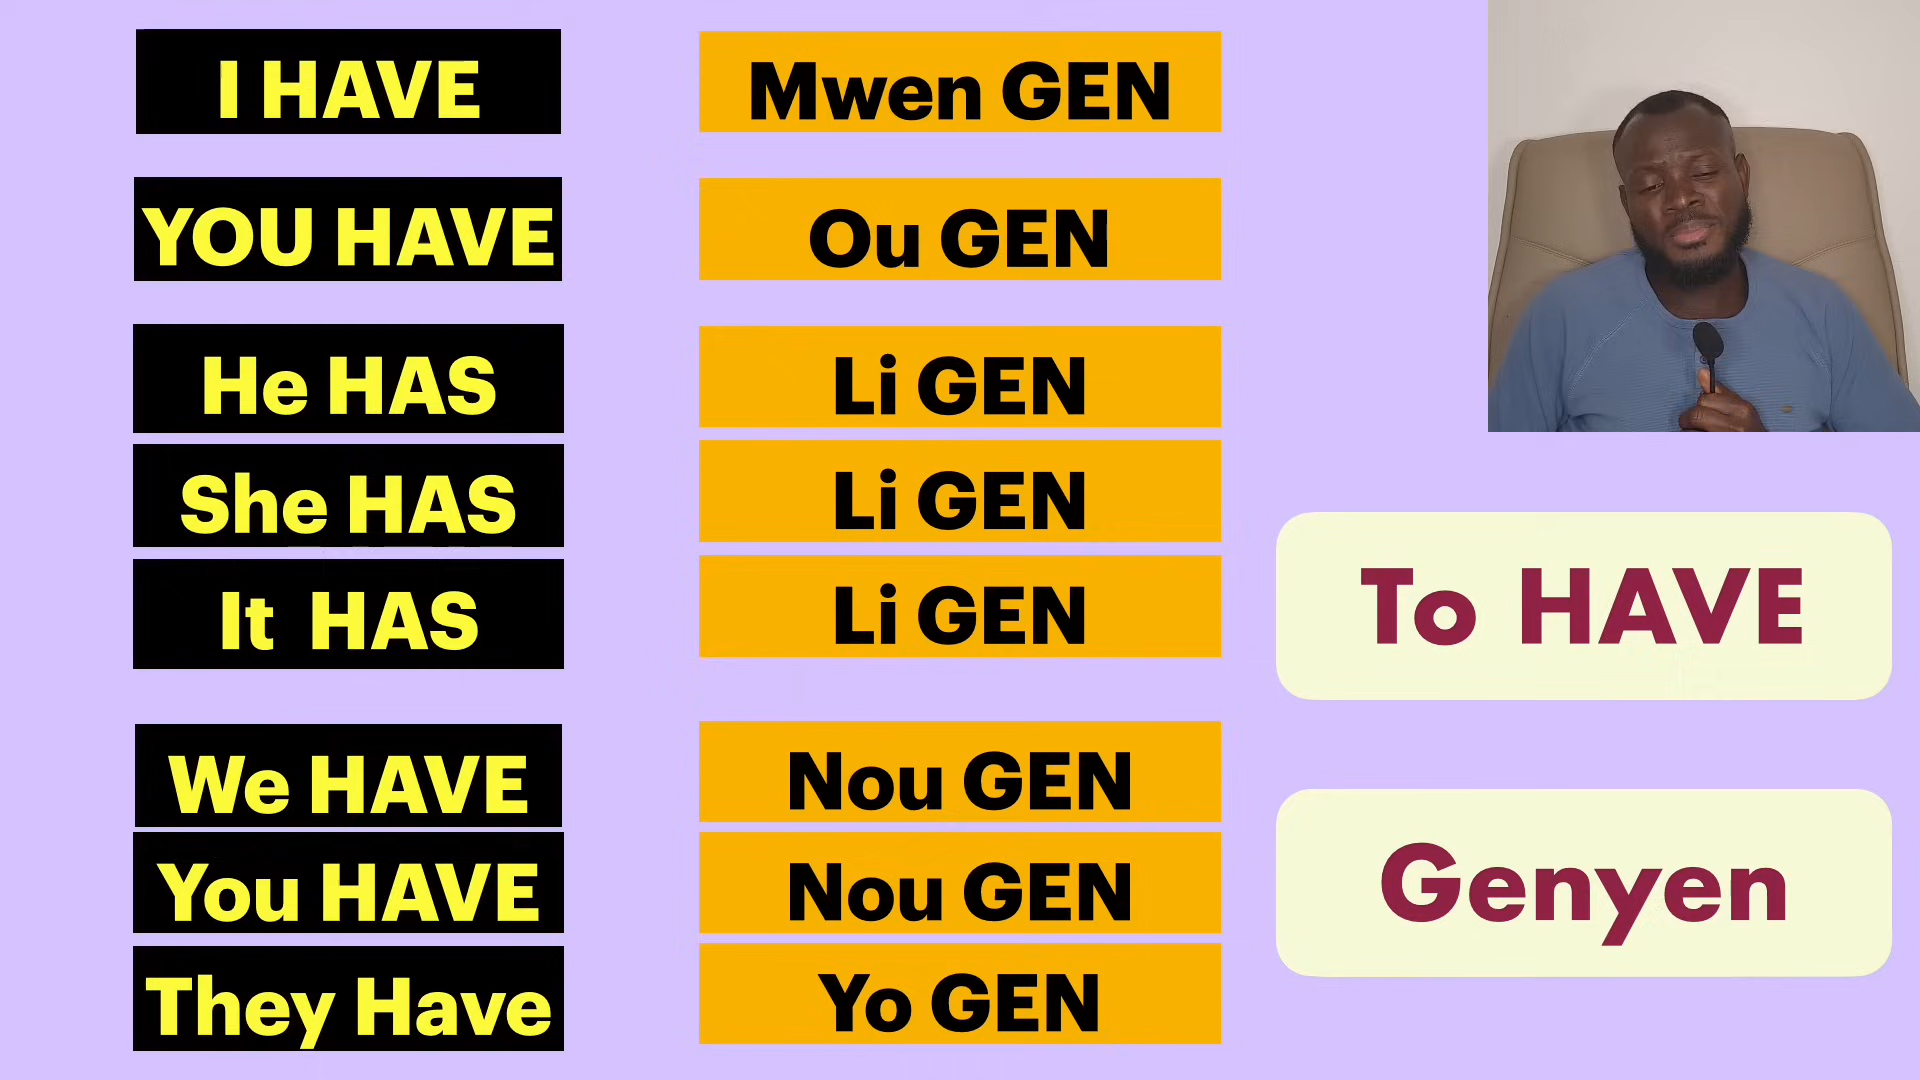 I HAVE
Mwen GEN
YOU HAVE
Ou GEN
He HAS
Li GEN
She HAS
Li GEN
It HAS
Li GEN
We HAVE
Nou GEN
You HAVE
Nou GEN
They Have
Yo GEN
To HAVE
Genyen